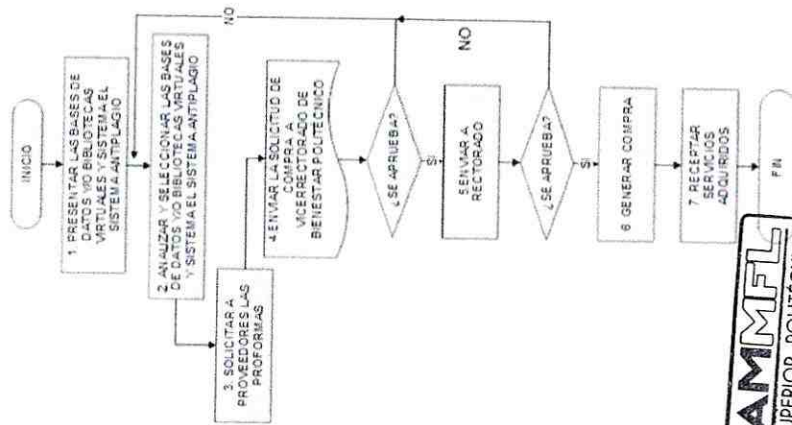 INICIO
1. PRESENTAR LAS BASES DE
DATOS Y/O BIBLIOTECAS
VIRTUALES Y SISTEMA EL
SISTEMA ANTIPLAGIO
2. ANALIZAR Y SELECCIONAR LAS BASES
DE DATOS Y/O BIBLIOTECAS VIRTUALES
Y SISTEMA EL SISTEMA ANTIPLAGIO
3. SOLICITAR A
PROVEEDORES LAS
PROFORMAS
4. ENVIAR LA SOLICITUD DE
COMPRA A
VICERRECTORADO DE
BIENESTAR POLITÉCNICO
¿SE APRUEBA?
NO
SI
5. ENVIAR A
RECTORADO
¿SE APRUEBA?
NO
SI
6 GENERAR COMPRA
7. RECEPTAR
SERVICIOS
ADQUIRIDOS
FIN
AMMFL